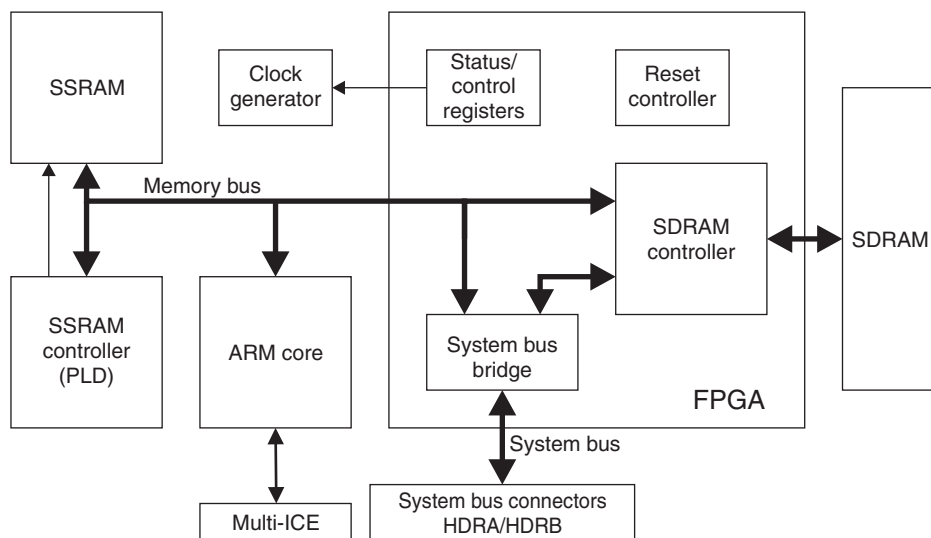 SSRAM
Clock
generator
Status/
control
registers
Reset
controller
Memory bus
SDRAM
controller
SDRAM
SSRAM
controller
(PLD)
ARM core
System bus
bridge
FPGA
System bus
Multi-ICE
System bus connectors
HDRA/HDRB